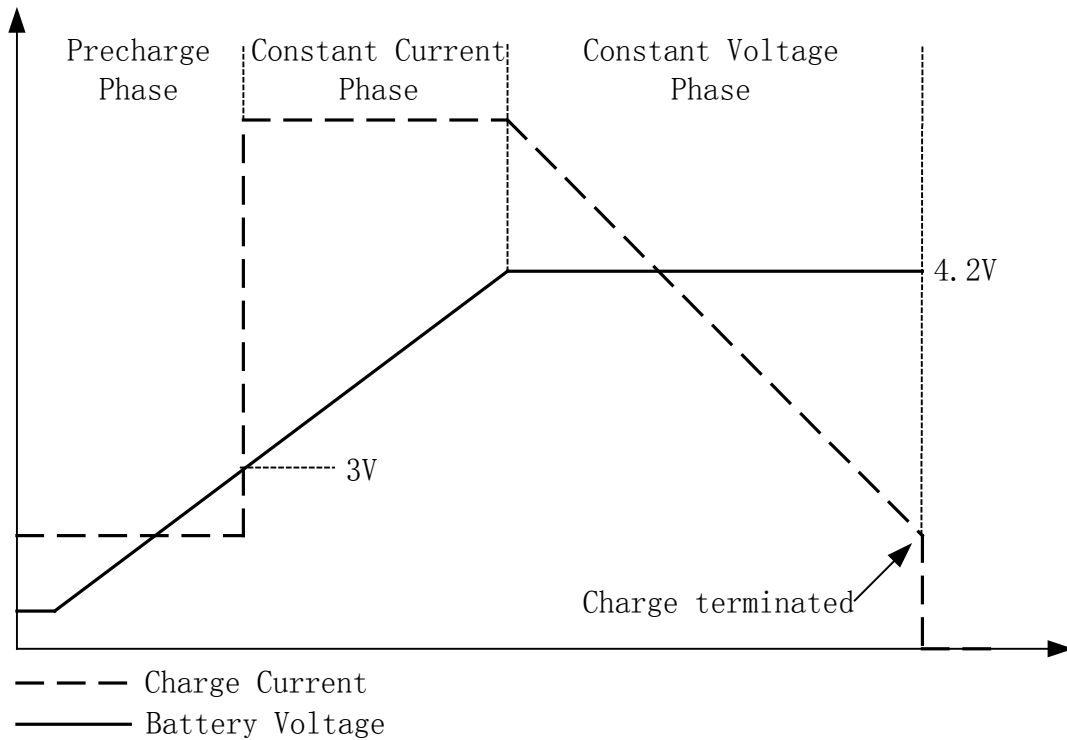 Precharge
Phase
Constant Current
Phase
Constant Voltage
Phase
4.2V
3V
Charge terminated
Charge Current
Battery Voltage